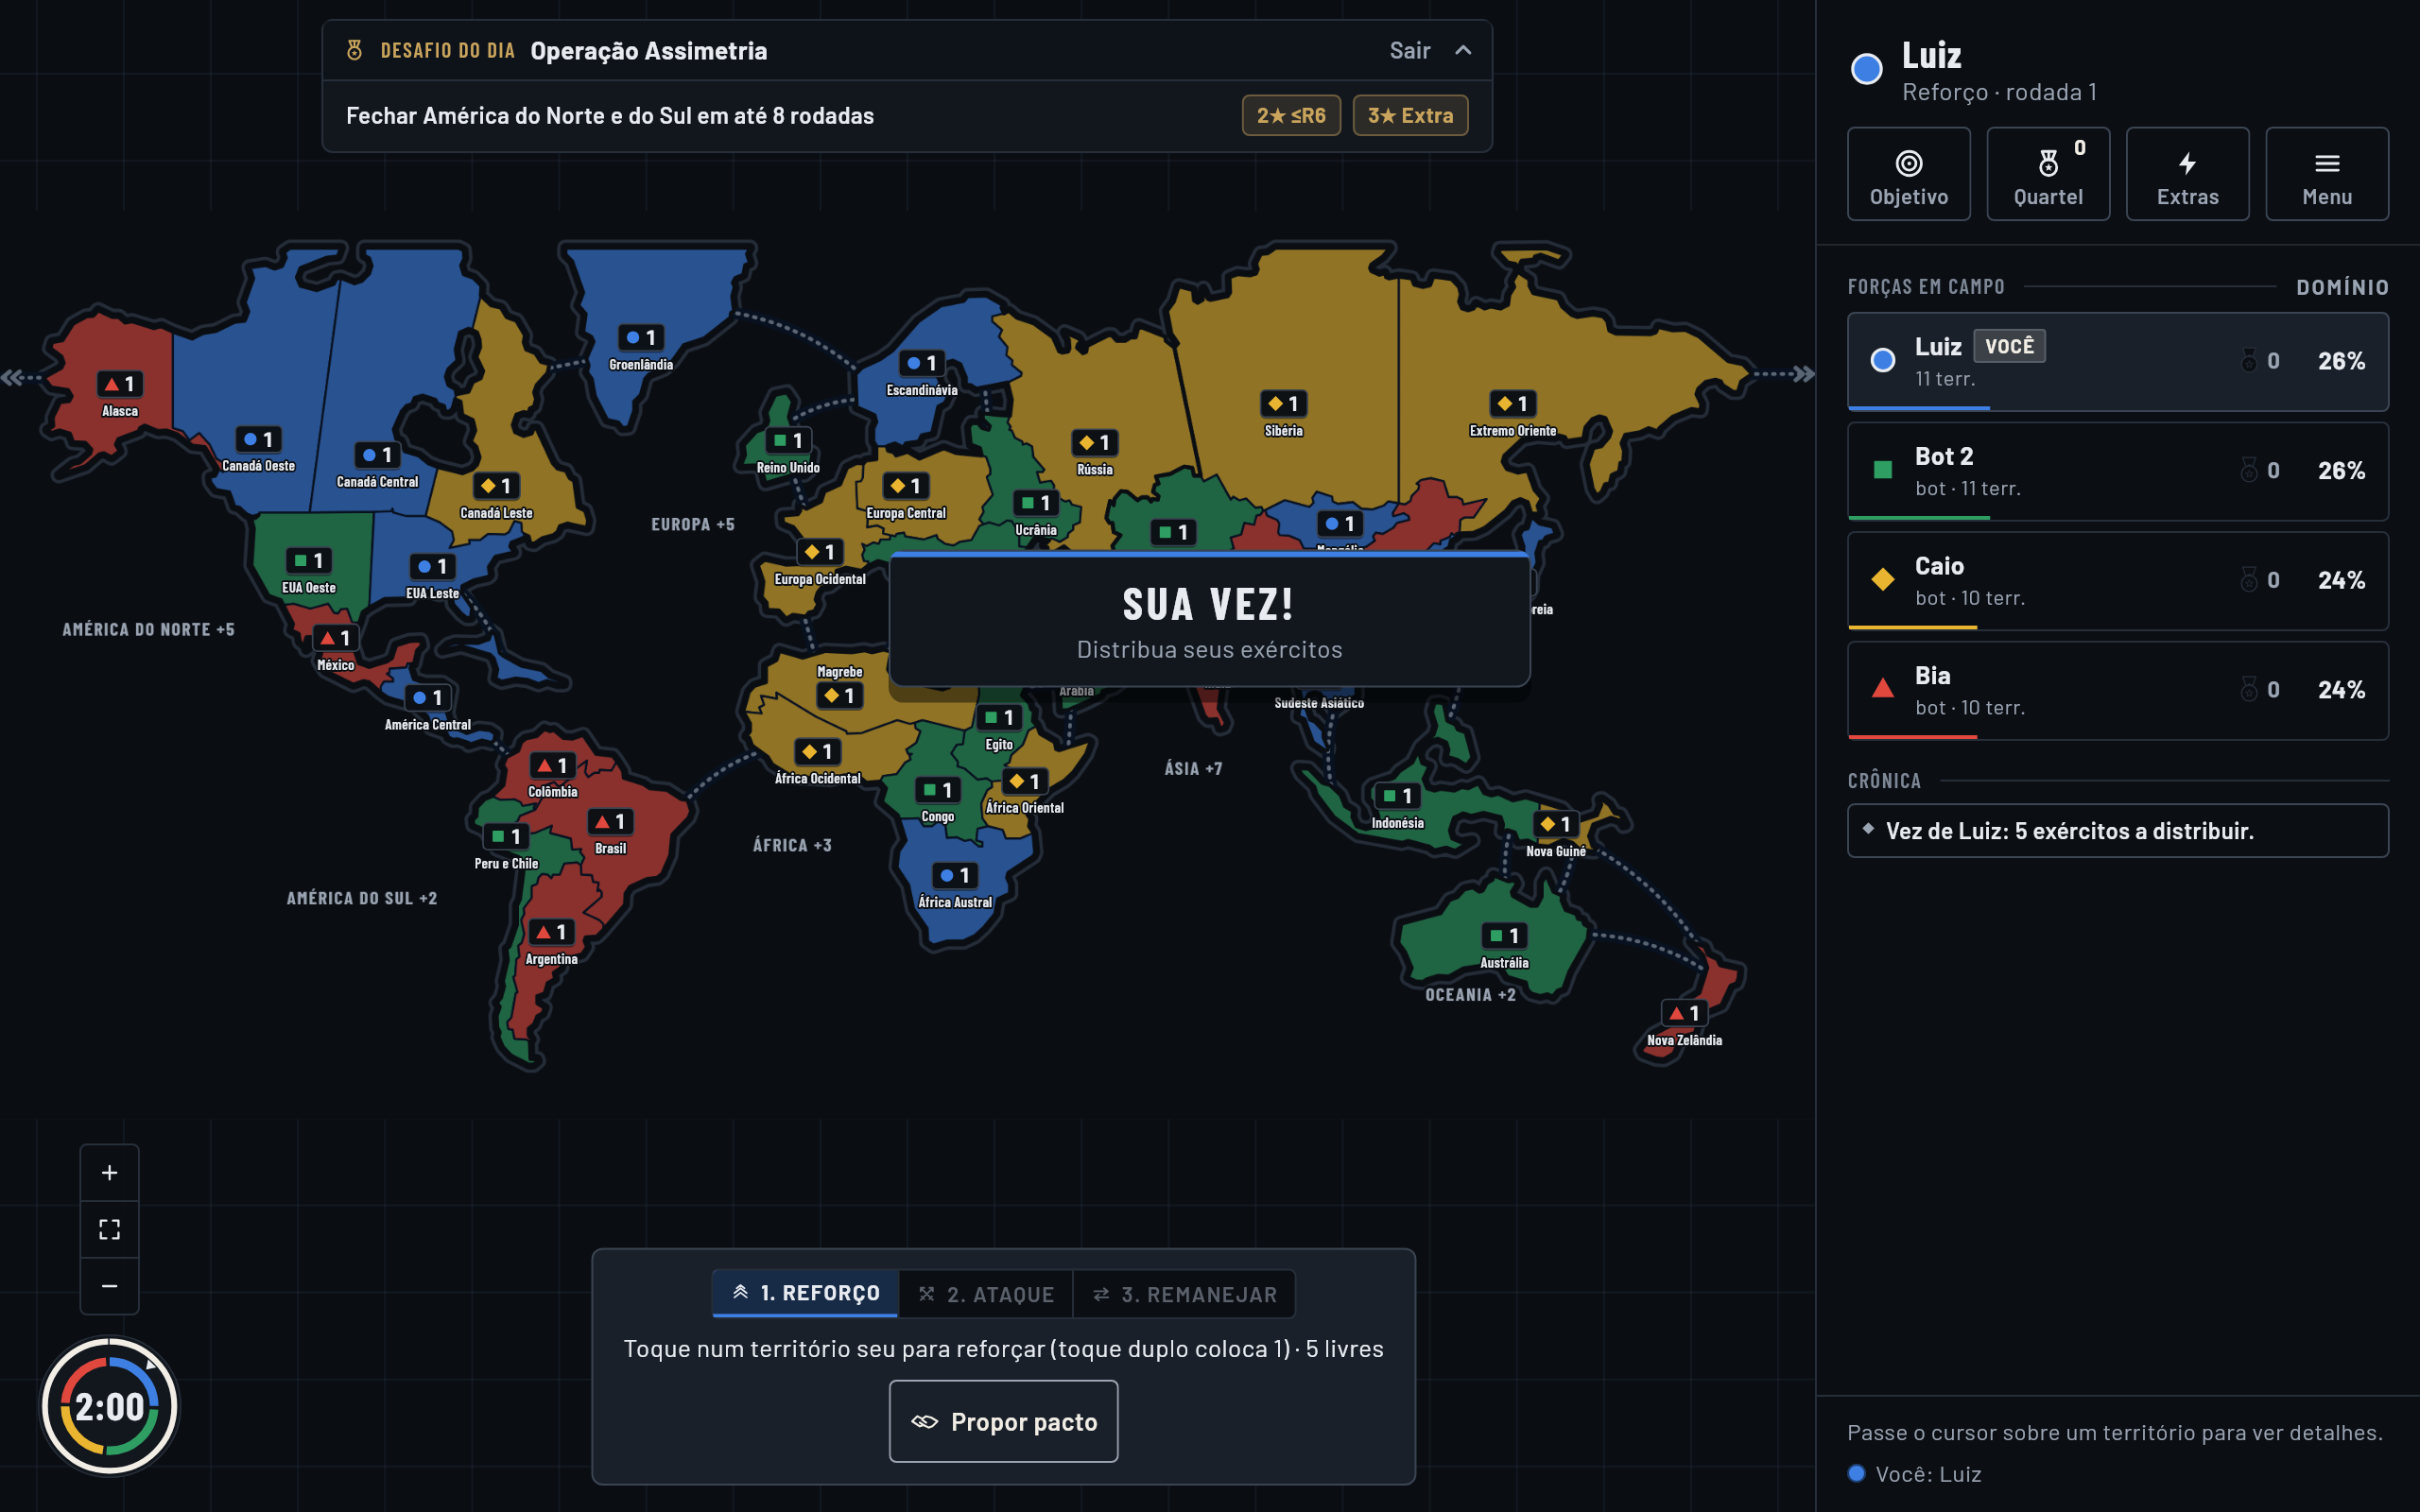 DESAFIO DO DIA Operação Assimetria Sair
Fechar América do Norte e do Sul em até 8 rodadas 2★ ≤R6 3★ Extra
Luiz
Reforço · rodada 1
0
Objetivo Quartel Extras Menu
FORÇAS EM CAMPO DOMÍNIO
Luiz VOCÊ 0 26%
11 terr.
Bot 2 0 26%
bot · 11 terr.
Caio 0 24%
bot · 10 terr.
Bia 0 24%
bot · 10 terr.
CRÔNICA
Vez de Luiz: 5 exércitos a distribuir.
1
Groenlândia
1
Escandinávia
1
Alasca
1
Canadá Oeste
1
Canadá Central
1
Canadá Leste
1
Reino Unido
1
Rússia
1
Sibéria
1
Extremo Oriente
1
Europa Central
1
Ucrânia
EUROPA +5
1
1
1
EUA Oeste
1
EUA Leste
1
Europa Ocidental
AMÉRICA DO NORTE +5
SUA VEZ!
Distribua seus exércitos
1
México
1
América Central
Magrebe
1
Arábia
Sudeste Asiático
1
Egito
1
África Ocidental
1
África Oriental
ÁSIA +7
1
Colômbia
1
Brasil
1
Peru e Chile
1
Congo
1
Indonésia
1
Nova Guiné
ÁFRICA +3
AMÉRICA DO SUL +2
1
África Austral
1
Argentina
1
Austrália
OCEANIA +2
1
Nova Zelândia
+
−
2:00
1. REFORÇO 2. ATAQUE 3. REMANEJAR
Toque num território seu para reforçar (toque duplo coloca 1) · 5 livres
Propor pacto
Passe o cursor sobre um território para ver detalhes.
Você: Luiz